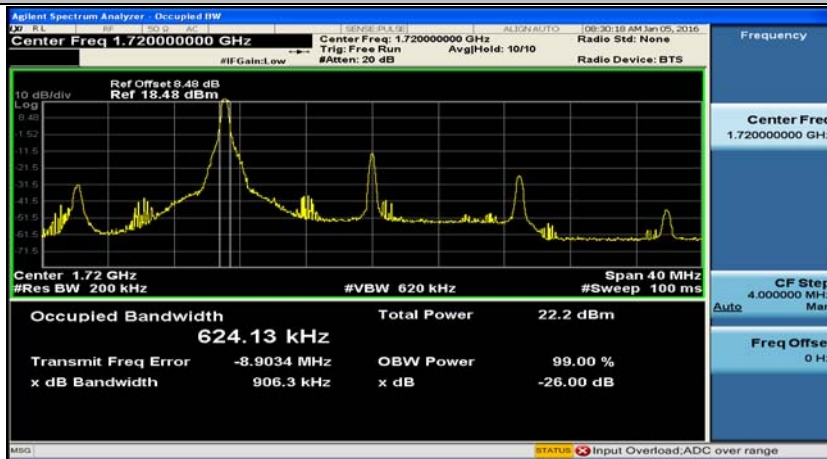 Agilent Spectrum Analyzer - Occupied BW
LXI RL RF 50 Ω AC SENSE:PULSE ALIGN AUTO 08:30:18 AM Jan 05, 2016
Center Freq 1.720000000 GHz
Center Freq: 1.720000000 GHz
Radio Std: None
Trig: Free Run Avg|Hold: 10/10
#IFGain:Low
#Atten: 20 dB
Radio Device: BTS
Ref Offset 8.48 dB
10 dB/div Ref 18.48 dBm
Log
8.48
-1.52
-11.5
-21.5
-31.5
-41.5
-51.5
-61.5
-71.5
Center 1.72 GHz
Span 40 MHz
#Res BW 200 kHz
#VBW 620 kHz
#Sweep 100 ms
Occupied Bandwidth
Total Power 22.2 dBm
624.13 kHz
Transmit Freq Error -8.9034 MHz
OBW Power 99.00 %
x dB Bandwidth 906.3 kHz
x dB -26.00 dB
MSG
STATUS Input Overload;ADC over range
Frequency
Center Freq
1.720000000 GHz
CF Step
4.000000 MHz
Auto Man
Freq Offse
0 Hz